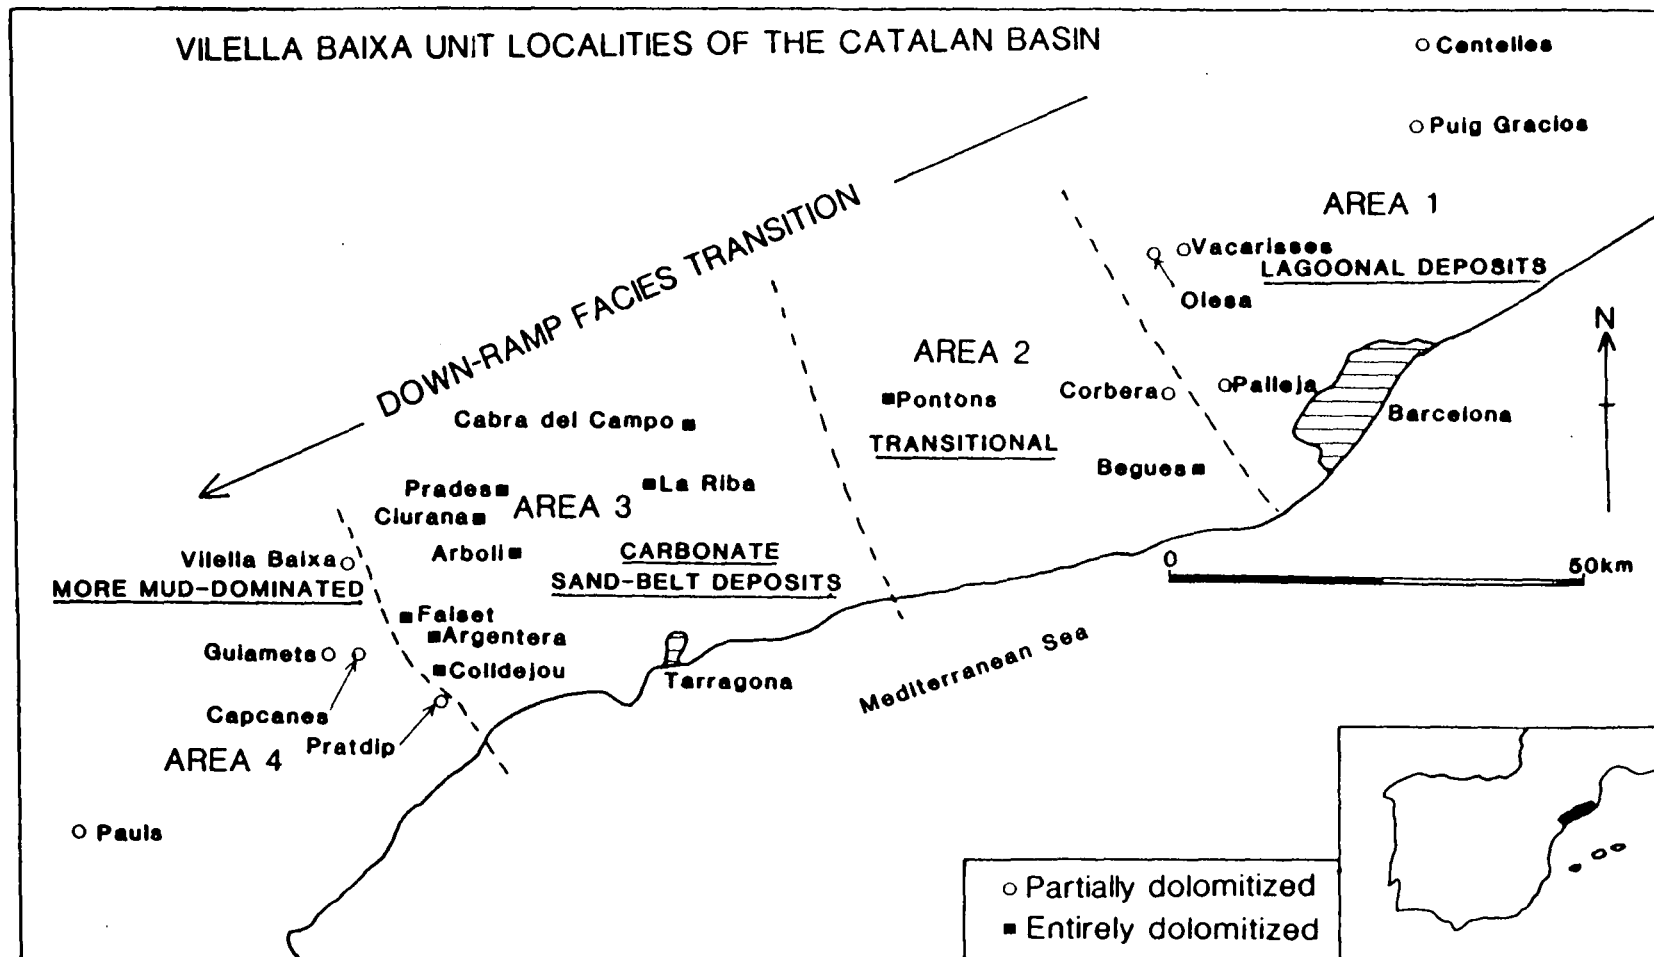 VILELLA BAIXA UNIT LOCALITIES OF THE CATALAN BASIN
Centelles
Puig Gracios
AREA 1
Vacarisses
LAGOONAL DEPOSITS
Olesa
DOWN-RAMP FACIES TRANSITION
N
AREA 2
Pontons
Corbera
Palleja
Barcelona
Cabra del Campo
TRANSITIONAL
Begues
Prades
La Riba
AREA 3
Ciurana
Arboli
CARBONATE
SAND-BELT DEPOSITS
Vilella Baixa
MORE MUD-DOMINATED
0
50km
Falset
Argentera
Guiamets
Colldejou
Tarragona
Mediterranean Sea
Capcanes
Pratdip
AREA 4
Pauls
Partially dolomitized
Entirely dolomitized